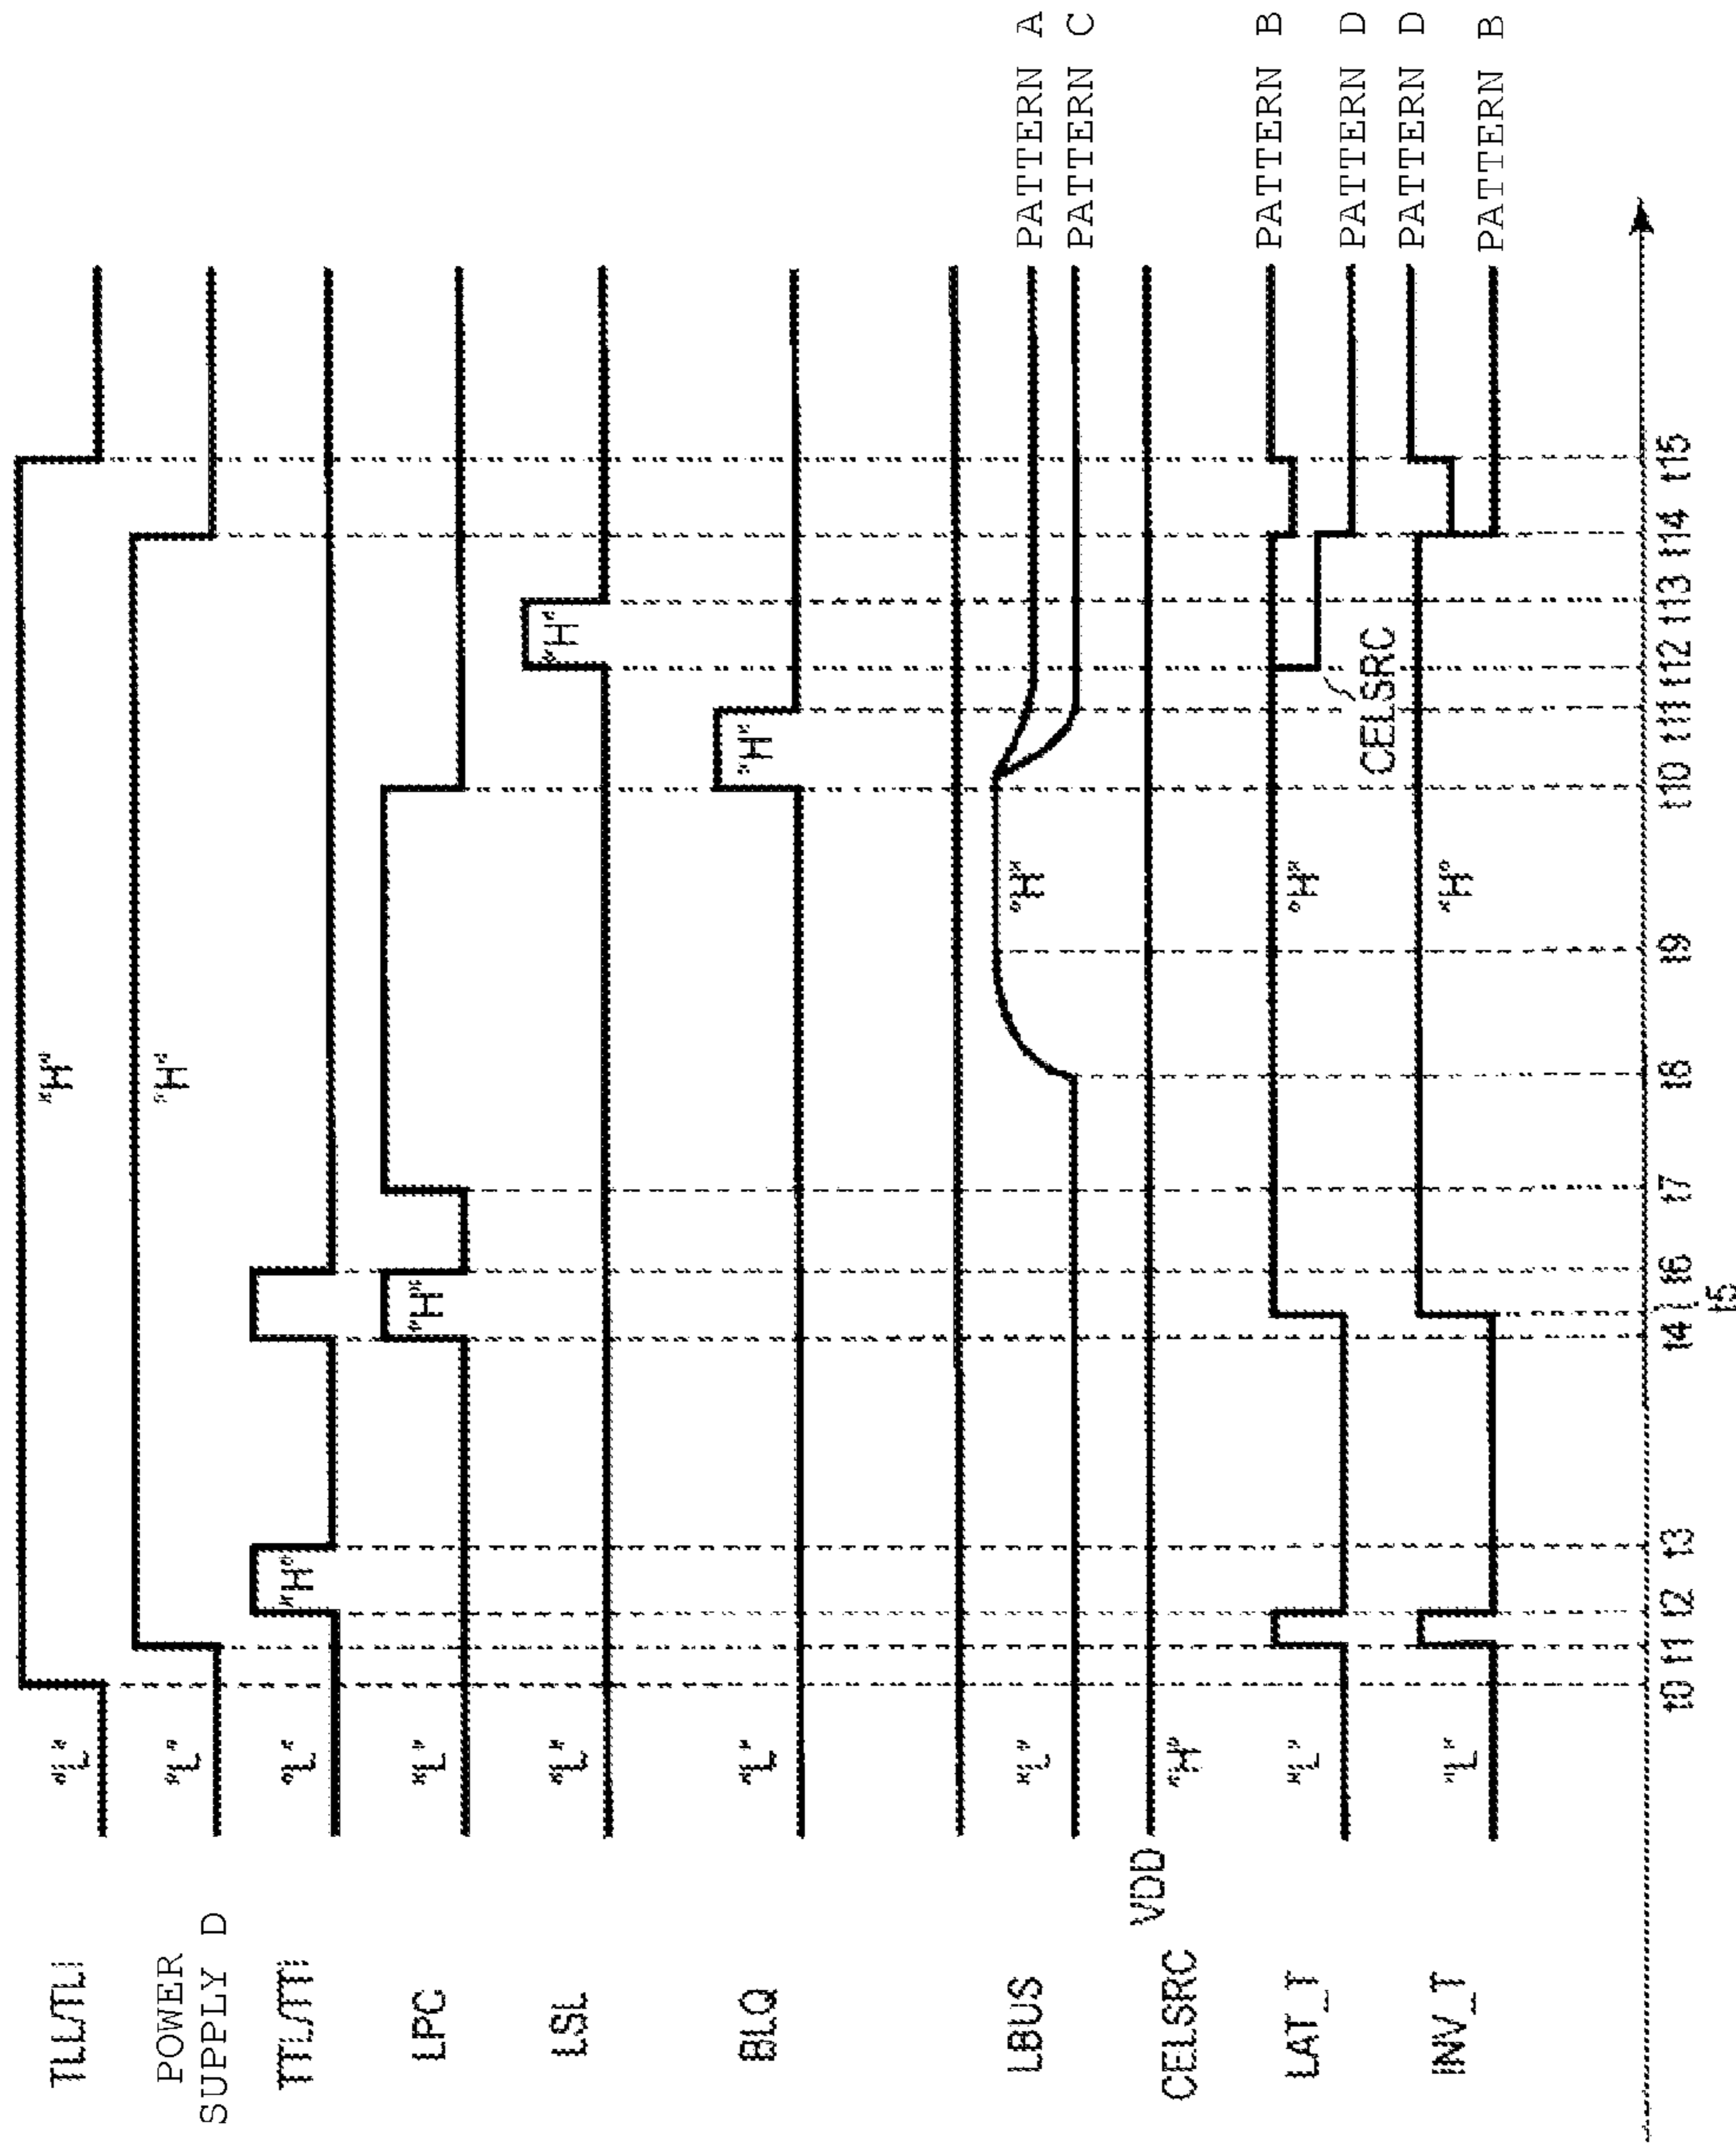 TLL/TLI "L" "H"
POWER
SUPPLY D "L" "H"
TTL/TTI "L" "H"
LPC "L" "H"
LSL "L" "H"
BLQ "L" "H"
LBUS "L" "H" PATTERN A
PATTERN C
VDD
CELSRC "H"
LAT_T "L" "H" PATTERN B
CELSRC PATTERN D
INV_T "L" "H" PATTERN D
PATTERN B
t0 t1 t2 t3 t4 t6 t7 t8 t9 t10 t11 t12 t13 t14 t15
t5